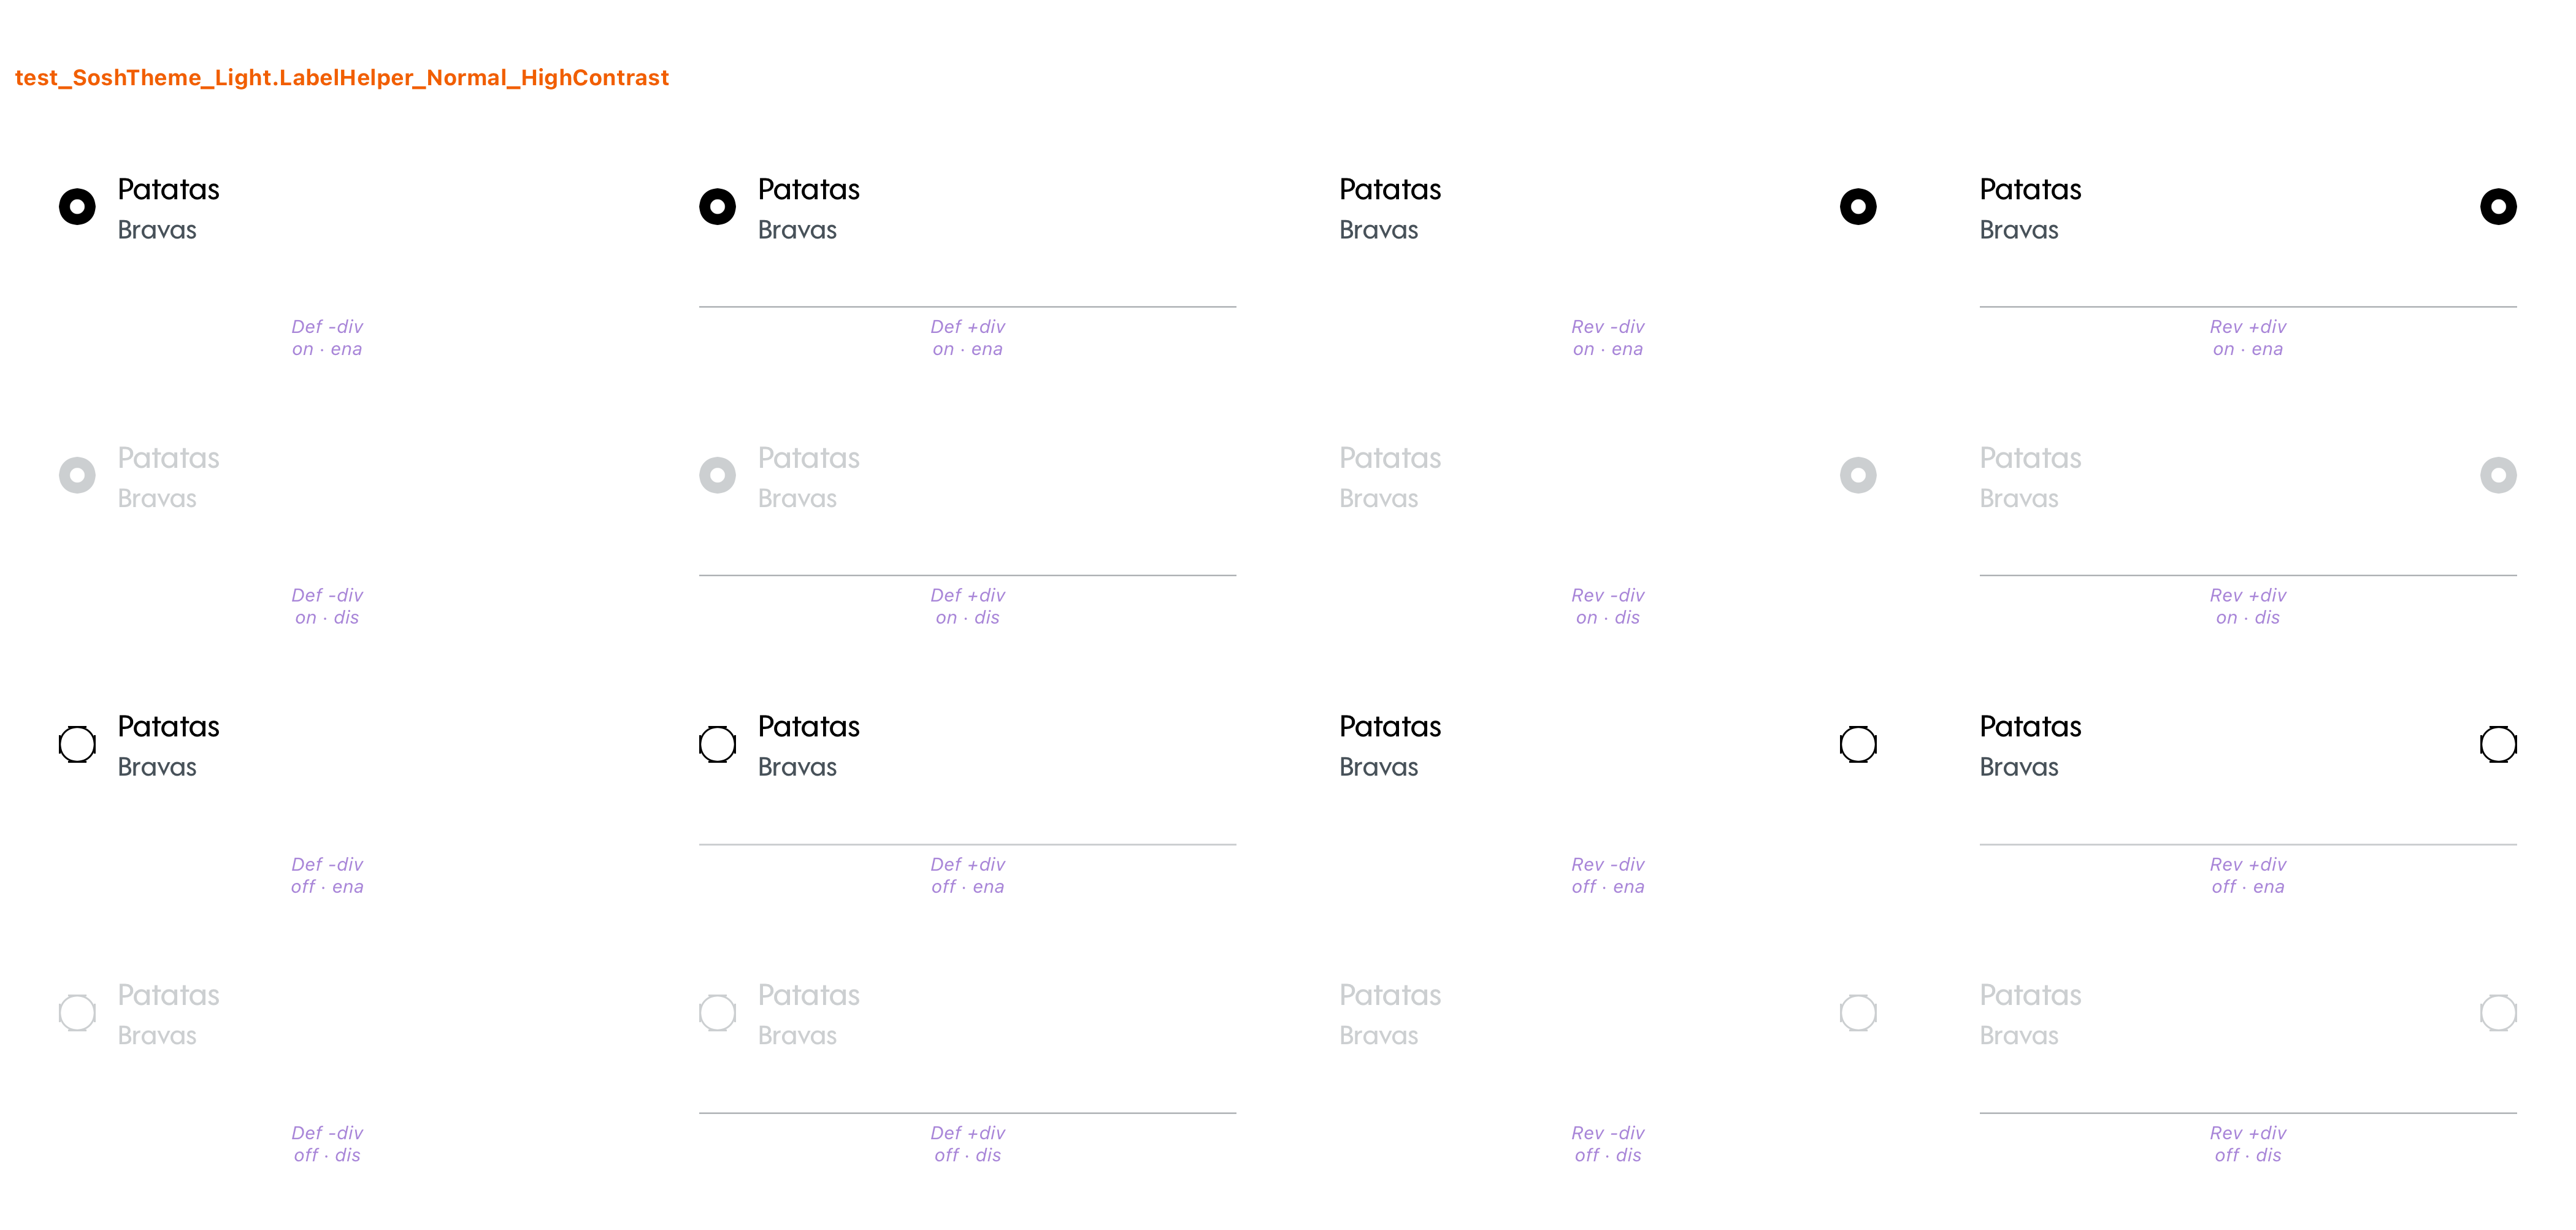 test_SoshTheme_Light.LabelHelper_Normal_HighContrast
Patatas
Bravas
Def -div
on · ena
Patatas
Bravas
Def +div
on · ena
Patatas
Bravas
Rev -div
on · ena
Patatas
Bravas
Rev +div
on · ena
Patatas
Bravas
Def -div
on · dis
Patatas
Bravas
Def +div
on · dis
Patatas
Bravas
Rev -div
on · dis
Patatas
Bravas
Rev +div
on · dis
Patatas
Bravas
Def -div
off · ena
Patatas
Bravas
Def +div
off · ena
Patatas
Bravas
Rev -div
off · ena
Patatas
Bravas
Rev +div
off · ena
Patatas
Bravas
Def -div
off · dis
Patatas
Bravas
Def +div
off · dis
Patatas
Bravas
Rev -div
off · dis
Patatas
Bravas
Rev +div
off · dis